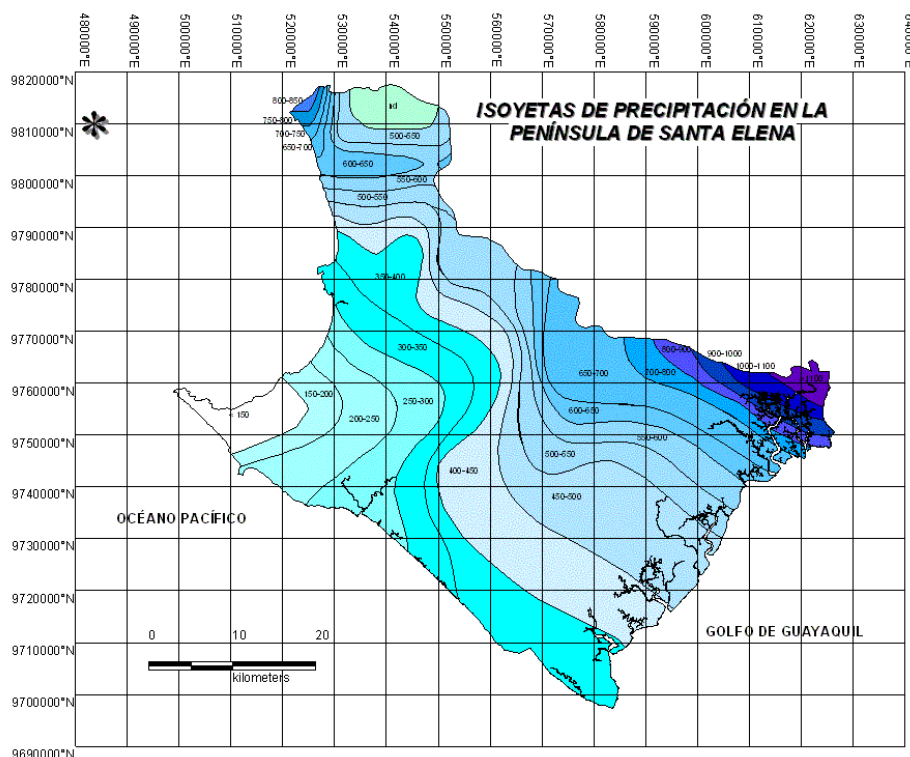 480000°E
490000°E
500000°E
510000°E
520000°E
530000°E
540000°E
550000°E
560000°E
570000°E
580000°E
590000°E
600000°E
610000°E
620000°E
630000°E
9820000°N
9810000°N
9800000°N
9790000°N
9780000°N
9770000°N
9760000°N
9750000°N
9740000°N
9730000°N
9720000°N
9710000°N
9700000°N
9690000°N
ISOYETAS DE PRECIPITACIÓN EN LA
PENÍNSULA DE SANTA ELENA
800-850
750-800
700-750
650-700
500-550
600-650
550-600
500-550
350-400
300-350
250-300
150-200
200-250
150
400-450
450-500
500-550
550-600
600-650
650-700
700-800
800-900
900-1000
1000-1100
OCÉANO PACÍFICO
GOLFO DE GUAYAQUIL
0 10 20
kilometers